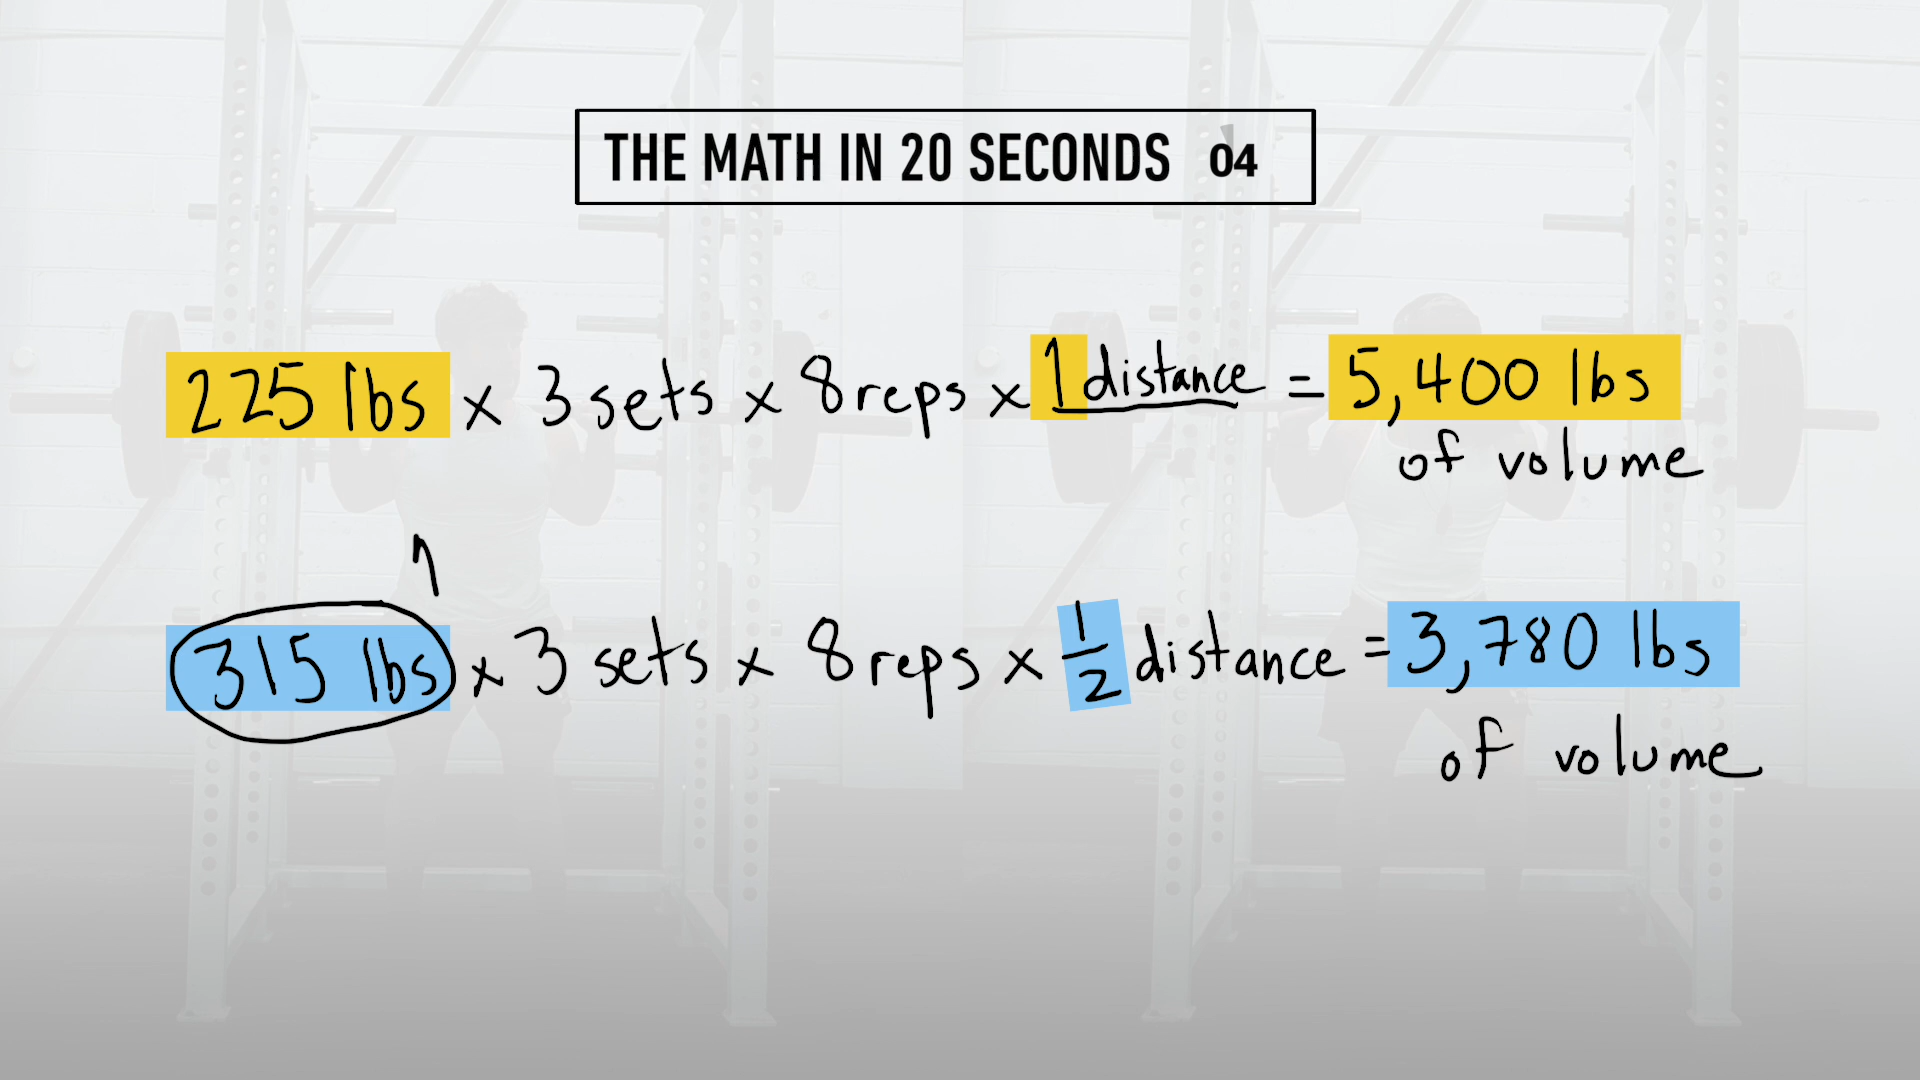 THE MATH IN 20 SECONDS 04
225 lbs x 3 sets x 8 reps x 1 distance = 5,400 lbs
of volume
315 lbs x 3 sets x 8 reps x 1/2 distance = 3,780 lbs
of volume